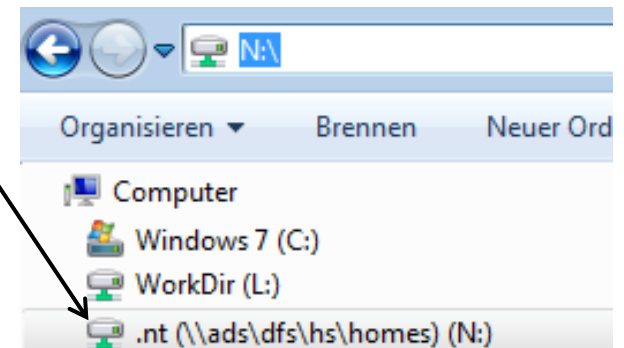 N:\
Organisieren Brennen Neuer Ord
Computer
Windows 7 (C:)
WorkDir (L:)
.nt (\\ads\dfs\hs\homes) (N:)